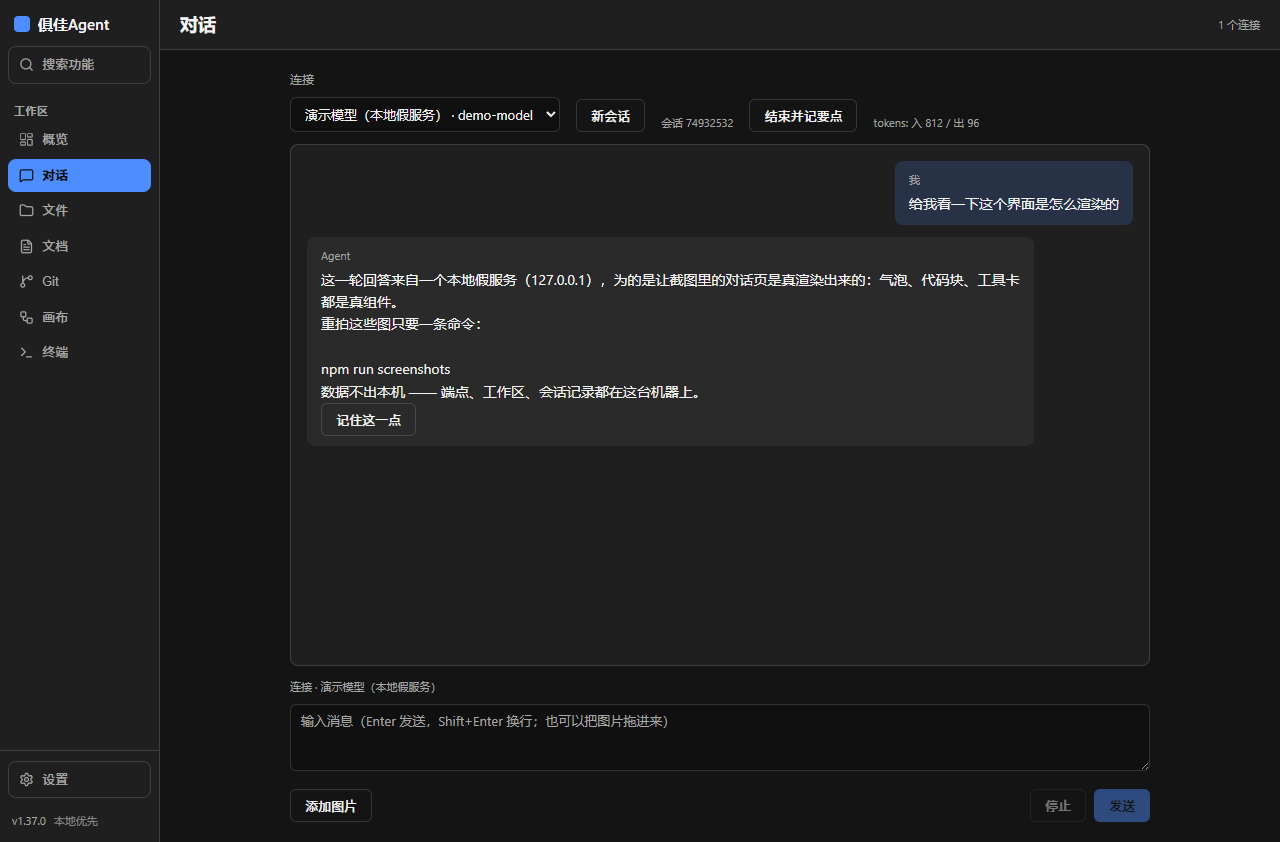 俱佳Agent
搜索功能
工作区
概览
对话
文件
文档
Git
画布
终端
设置
v1.37.0 本地优先
对话
1 个连接
连接
演示模型（本地假服务） · demo-model
新会话
会话 74932532
结束并记要点
tokens: 入 812 / 出 96
我
给我看一下这个界面是怎么渲染的
Agent
这一轮回答来自一个本地假服务（127.0.0.1），为的是让截图里的对话页是真渲染出来的：气泡、代码块、工具卡
都是真组件。
重拍这些图只要一条命令：
npm run screenshots
数据不出本机 —— 端点、工作区、会话记录都在这台机器上。
记住这一点
连接 · 演示模型（本地假服务）
输入消息（Enter 发送，Shift+Enter 换行；也可以把图片拖进来）
添加图片
停止
发送